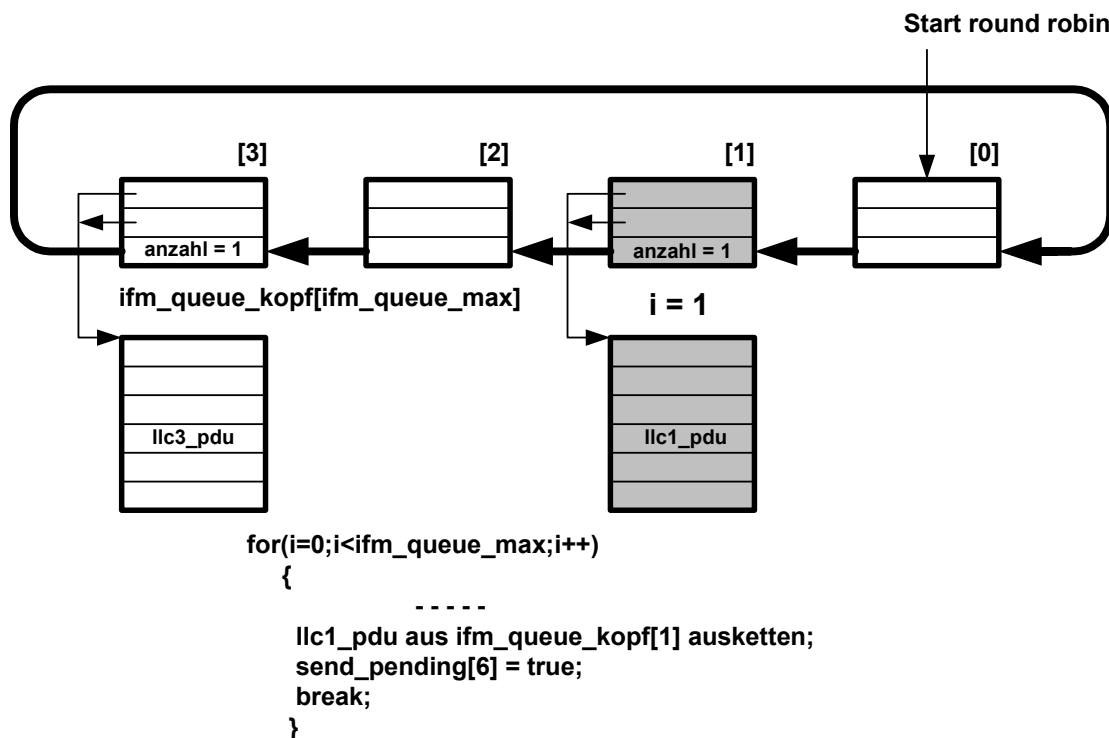 Start round robin
[3] [2] [1] [0]
anzahl = 1 anzahl = 1
ifm_queue_kopf[ifm_queue_max]
i = 1
llc3_pdu llc1_pdu
for(i=0;i<ifm_queue_max;i++)
{
- - - - -
llc1_pdu aus ifm_queue_kopf[1] ausketten;
send_pending[6] = true;
break;
}